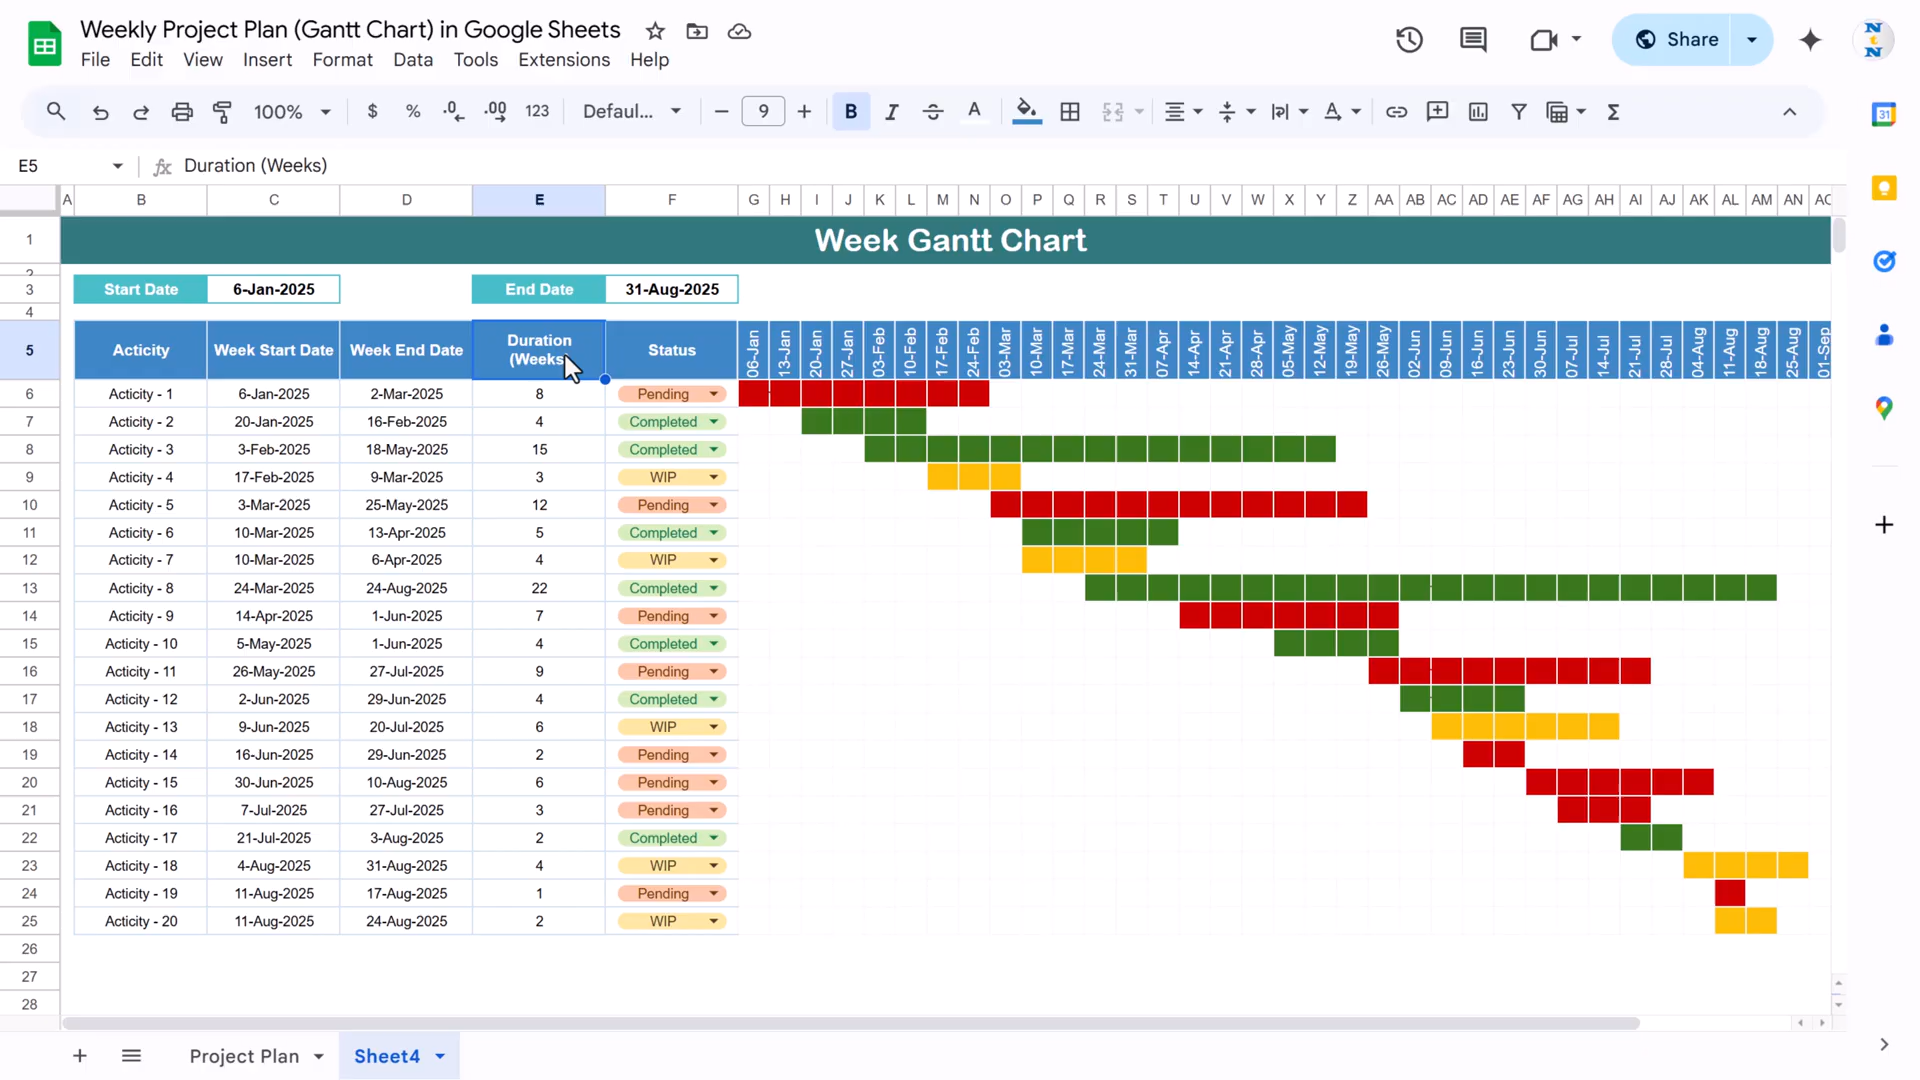 Weekly Project Plan (Gantt Chart) in Google Sheets
File Edit View Insert Format Data Tools Extensions Help
Share
100% $ % .0 .00 123 Defaul... 9 B I A
E5 fx Duration (Weeks)
A B C D E F G H I J K L M N O P Q R S T U V W X Y Z AA AB AC AD AE AF AG AH AI AJ AK AL AM AN
1 Week Gantt Chart
2
3 Start Date 6-Jan-2025 End Date 31-Aug-2025
4
5 Acticity Week Start Date Week End Date Duration (Weeks) Status 06-Jan 13-Jan 20-Jan 27-Jan 03-Feb 10-Feb 17-Feb 24-Feb 03-Mar 10-Mar 17-Mar 24-Mar 31-Mar 07-Apr 14-Apr 21-Apr 28-Apr 05-May 12-May 19-May 26-May 02-Jun 09-Jun 16-Jun 23-Jun 30-Jun 07-Jul 14-Jul 21-Jul 28-Jul 04-Aug 11-Aug 18-Aug 25-Aug 01-Sep
6 Acticity - 1 6-Jan-2025 2-Mar-2025 8 Pending
7 Acticity - 2 20-Jan-2025 16-Feb-2025 4 Completed
8 Acticity - 3 3-Feb-2025 18-May-2025 15 Completed
9 Acticity - 4 17-Feb-2025 9-Mar-2025 3 WIP
10 Acticity - 5 3-Mar-2025 25-May-2025 12 Pending
11 Acticity - 6 10-Mar-2025 13-Apr-2025 5 Completed
12 Acticity - 7 10-Mar-2025 6-Apr-2025 4 WIP
13 Acticity - 8 24-Mar-2025 24-Aug-2025 22 Completed
14 Acticity - 9 14-Apr-2025 1-Jun-2025 7 Pending
15 Acticity - 10 5-May-2025 1-Jun-2025 4 Completed
16 Acticity - 11 26-May-2025 27-Jul-2025 9 Pending
17 Acticity - 12 2-Jun-2025 29-Jun-2025 4 Completed
18 Acticity - 13 9-Jun-2025 20-Jul-2025 6 WIP
19 Acticity - 14 16-Jun-2025 29-Jun-2025 2 Pending
20 Acticity - 15 30-Jun-2025 10-Aug-2025 6 Pending
21 Acticity - 16 7-Jul-2025 27-Jul-2025 3 Pending
22 Acticity - 17 21-Jul-2025 3-Aug-2025 2 Completed
23 Acticity - 18 4-Aug-2025 31-Aug-2025 4 WIP
24 Acticity - 19 11-Aug-2025 17-Aug-2025 1 Pending
25 Acticity - 20 11-Aug-2025 24-Aug-2025 2 WIP
26
27
28
Project Plan Sheet4